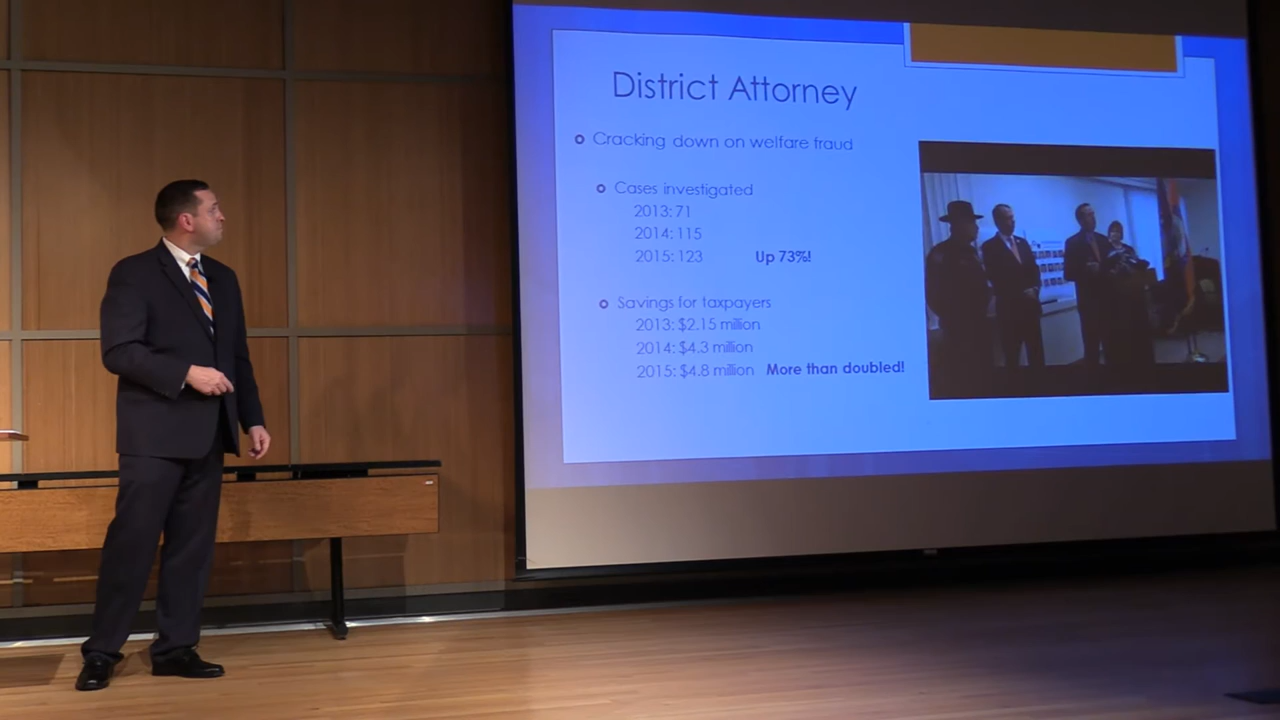 District Attorney
Cracking down on welfare fraud
Cases investigated
2013: 71
2014: 115
2015: 123 Up 73%!
Savings for taxpayers
2013: $2.15 million
2014: $4.3 million
2015: $4.8 million More than doubled!